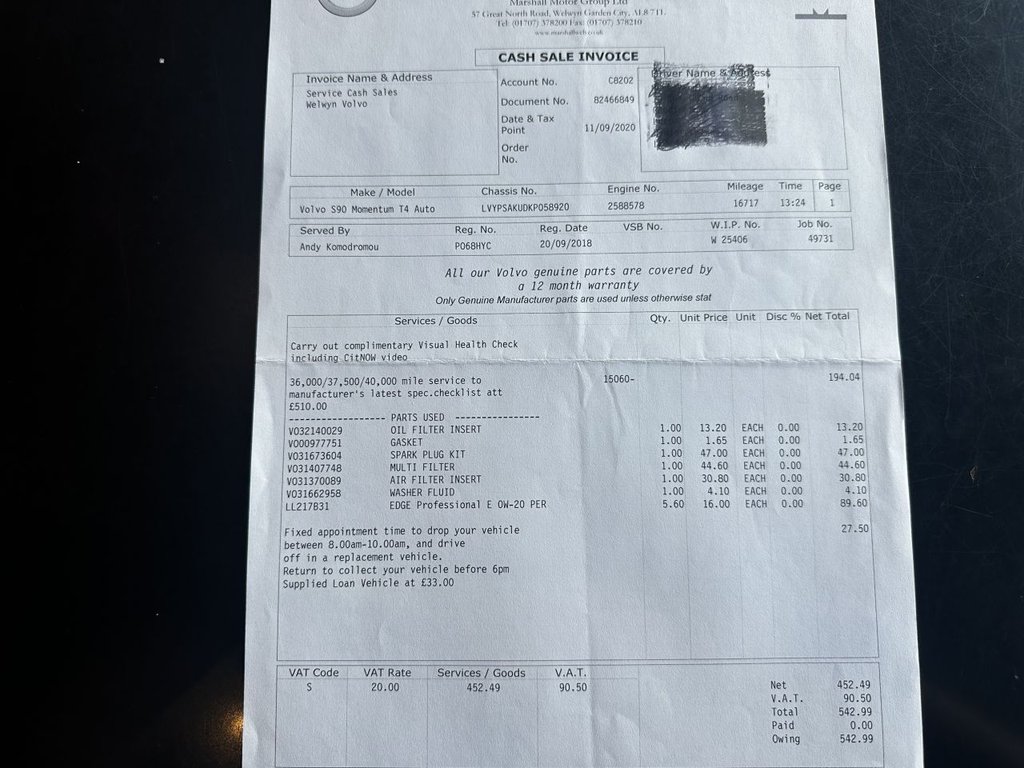 Marshall Motor Group Ltd
57 Great North Road, Welwyn Garden City, AL8 7TL
Tel: (01707) 378200 Fax: (01707) 378210
CASH SALE INVOICE
Invoice Name & Address
Service Cash Sales
Welwyn Volvo
Account No. C8202
Document No. 82466849
Date & Tax
Point 11/09/2020
Order
No.
Driver Name & Address
Make / Model Chassis No. Engine No. Mileage Time Page
Volvo S90 Momentum T4 Auto LVYPSAKUDKP058920 2588578 16717 13:24 1
Served By Reg. No. Reg. Date VSB No. W.I.P. No. Job No.
Andy Komodromou PO68HYC 20/09/2018 W 25406 49731
All our Volvo genuine parts are covered by
a 12 month warranty
Only Genuine Manufacturer parts are used unless otherwise stat
Services / Goods Qty. Unit Price Unit Disc % Net Total
Carry out complimentary Visual Health Check
including CitNOW video
36,000/37,500/40,000 mile service to 15060- 194.04
manufacturer's latest spec.checklist att
£510.00
------------------- PARTS USED ----------------
VO32140029 OIL FILTER INSERT 1.00 13.20 EACH 0.00 13.20
VO00977751 GASKET 1.00 1.65 EACH 0.00 1.65
VO31673604 SPARK PLUG KIT 1.00 47.00 EACH 0.00 47.00
VO31407748 MULTI FILTER 1.00 44.60 EACH 0.00 44.60
VO31370089 AIR FILTER INSERT 1.00 30.80 EACH 0.00 30.80
VO31662958 WASHER FLUID 1.00 4.10 EACH 0.00 4.10
LL217B31 EDGE Professional E OW-20 PER 5.60 16.00 EACH 0.00 89.60
Fixed appointment time to drop your vehicle 27.50
between 8.00am-10.00am, and drive
off in a replacement vehicle.
Return to collect your vehicle before 6pm
Supplied Loan Vehicle at £33.00
VAT Code VAT Rate Services / Goods V.A.T.
S 20.00 452.49 90.50
Net 452.49
V.A.T. 90.50
Total 542.99
Paid 0.00
Owing 542.99